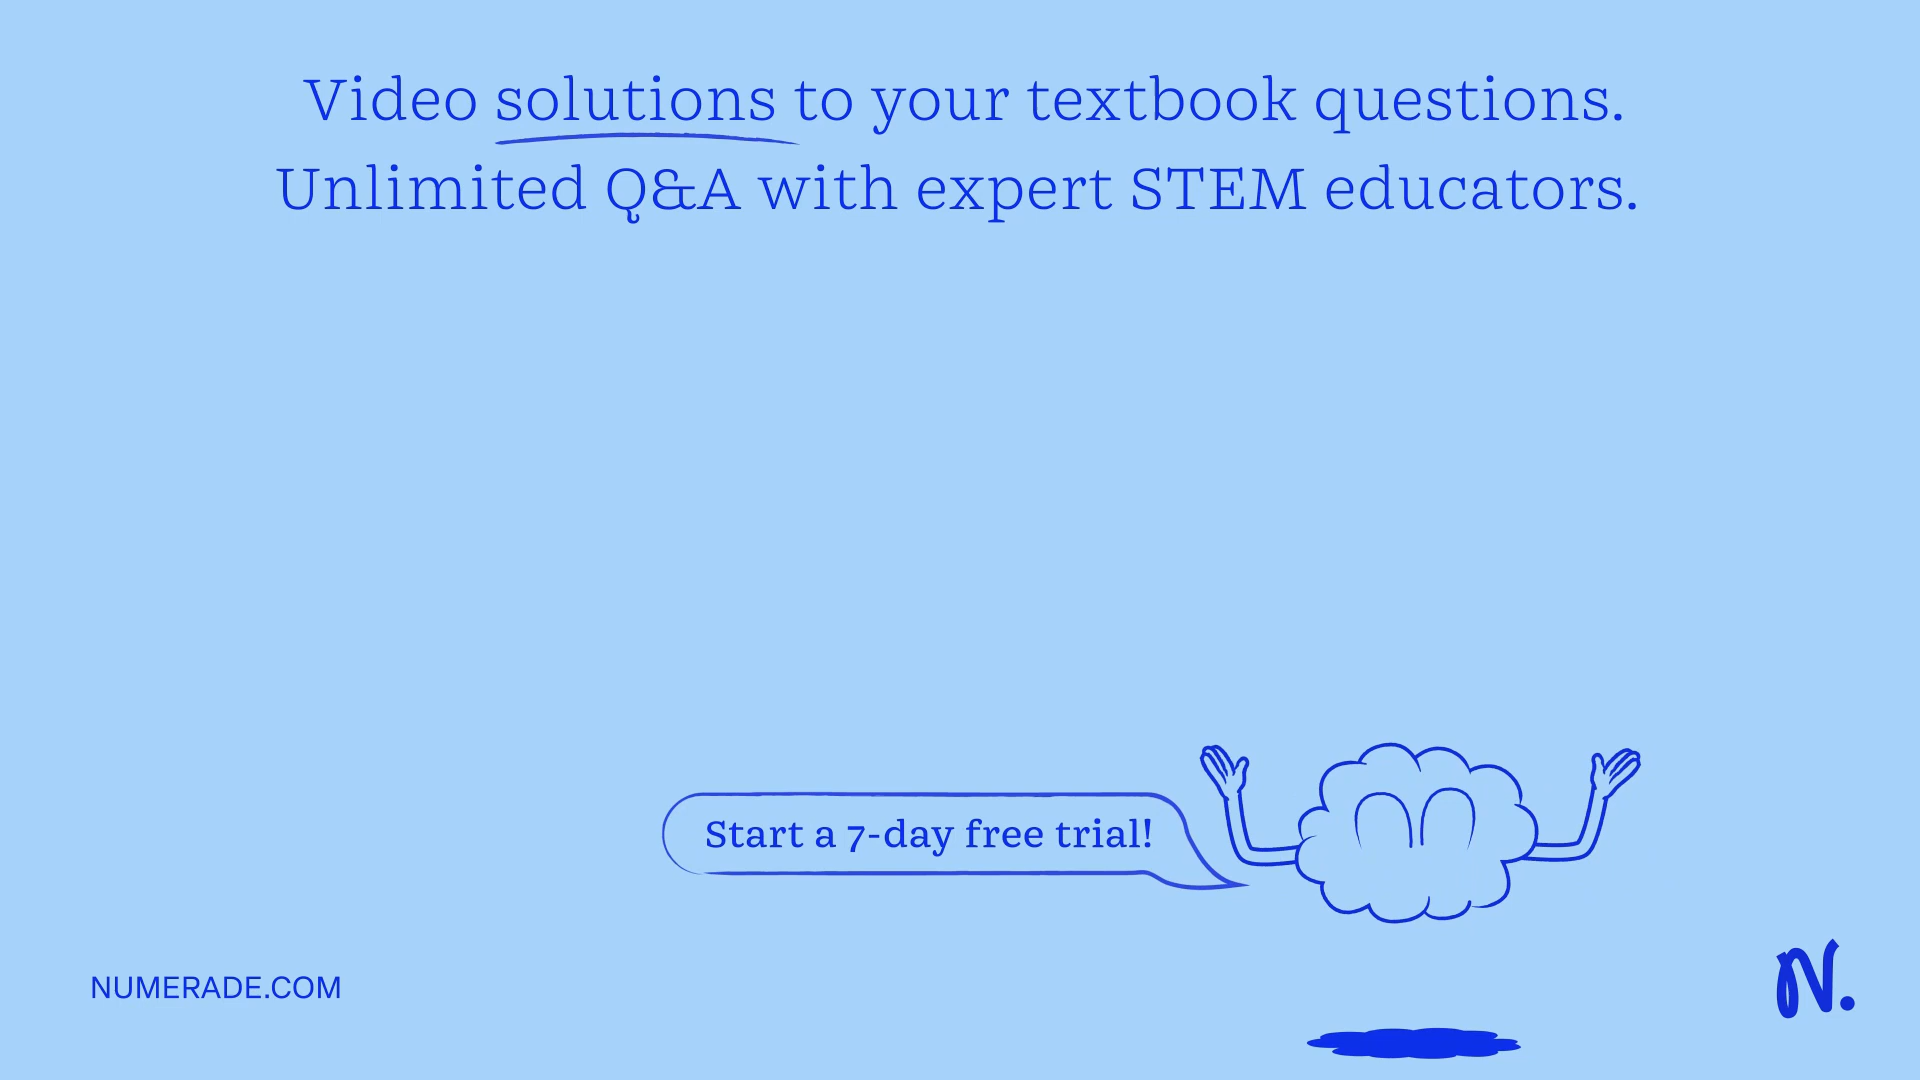 Video solutions to your textbook questions.
Unlimited Q&A with expert STEM educators.
Start a 7-day free trial!
NUMERADE.COM
N.